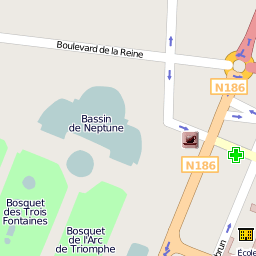 Boulevard de la Reine
N186
Bassin
de Neptune
N186
Bosquet
des Trois
Fontaines
Bosquet
de l'Arc
de Triomphe
Ecole